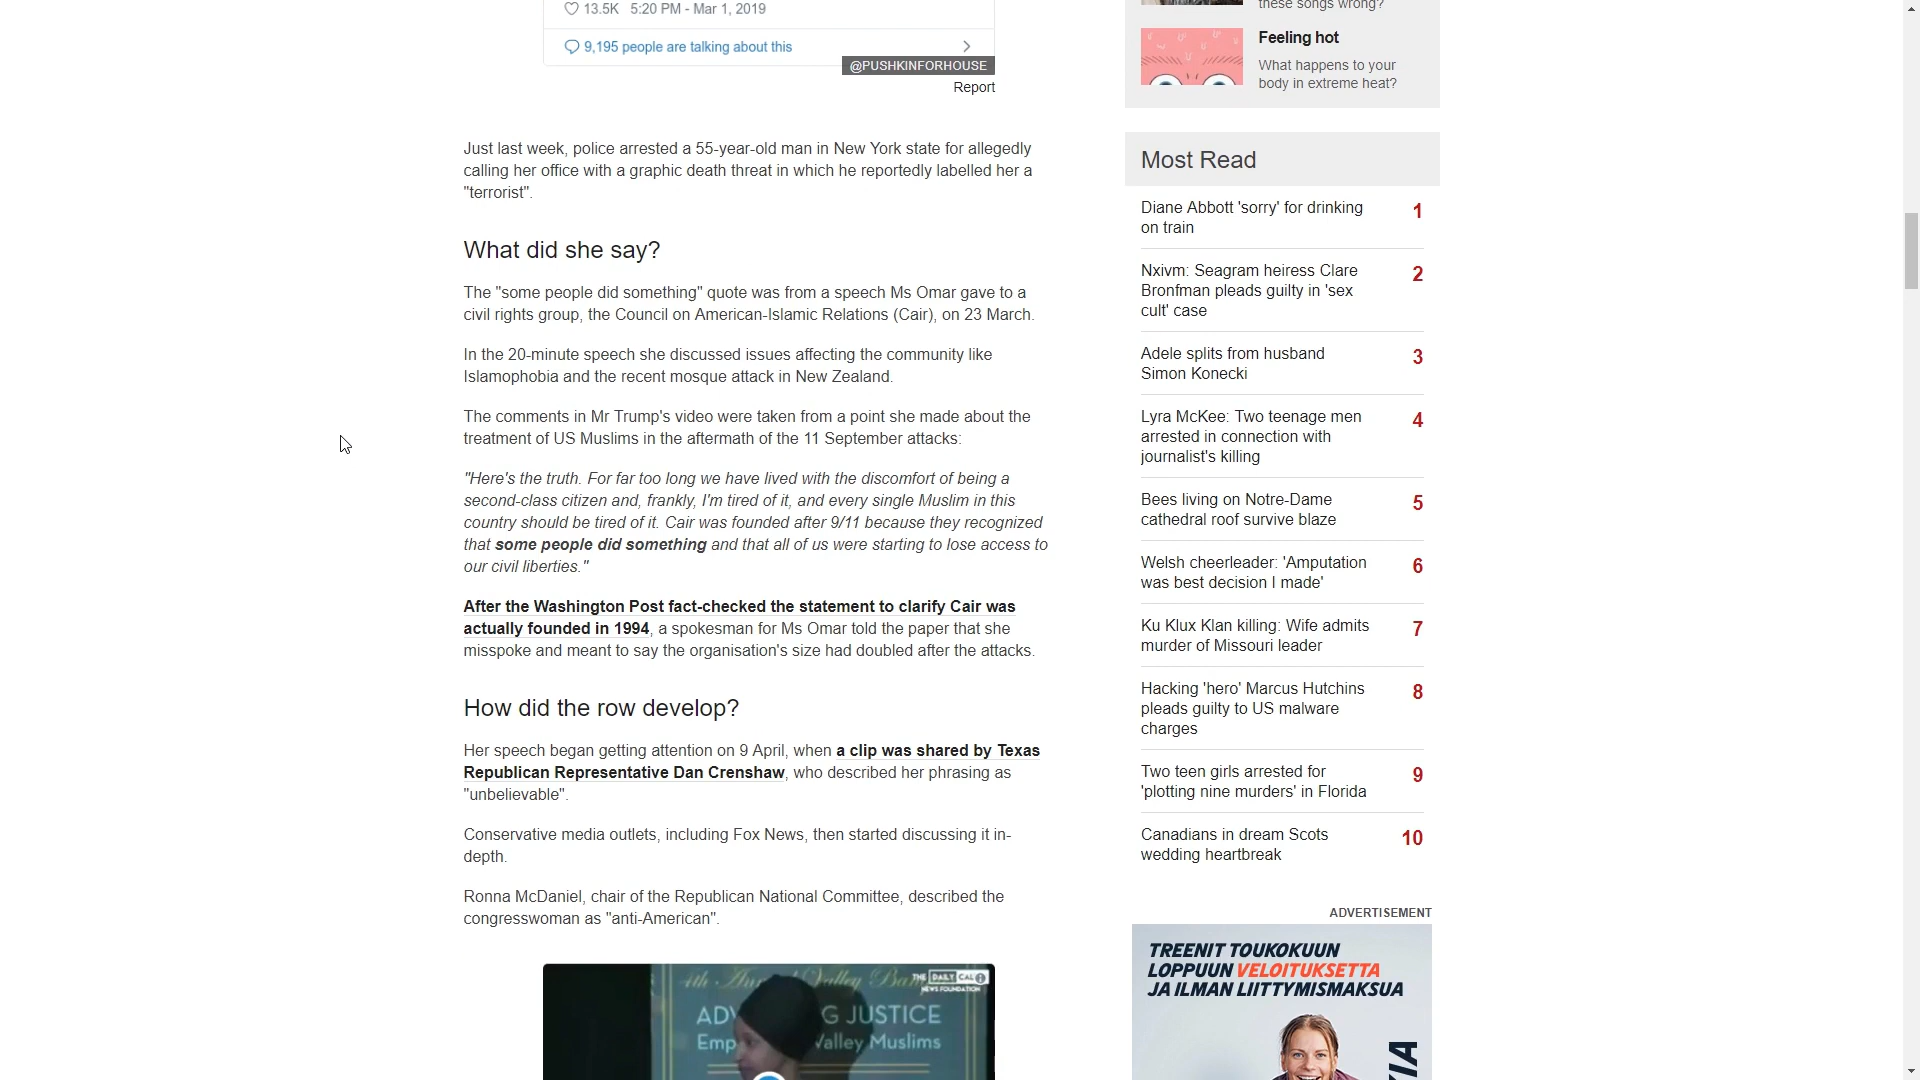 13.5K 5:20 PM - Mar 1, 2019
9,195 people are talking about this
@PUSHKINFORHOUSE
Report
Just last week, police arrested a 55-year-old man in New York state for allegedly
calling her office with a graphic death threat in which he reportedly labelled her a
"terrorist".
What did she say?
The "some people did something" quote was from a speech Ms Omar gave to a
civil rights group, the Council on American-Islamic Relations (Cair), on 23 March.
In the 20-minute speech she discussed issues affecting the community like
Islamophobia and the recent mosque attack in New Zealand.
The comments in Mr Trump's video were taken from a point she made about the
treatment of US Muslims in the aftermath of the 11 September attacks:
"Here's the truth. For far too long we have lived with the discomfort of being a
second-class citizen and, frankly, I'm tired of it, and every single Muslim in this
country should be tired of it. Cair was founded after 9/11 because they recognized
that some people did something and that all of us were starting to lose access to
our civil liberties."
After the Washington Post fact-checked the statement to clarify Cair was
actually founded in 1994, a spokesman for Ms Omar told the paper that she
misspoke and meant to say the organisation's size had doubled after the attacks.
How did the row develop?
Her speech began getting attention on 9 April, when a clip was shared by Texas
Republican Representative Dan Crenshaw, who described her phrasing as
"unbelievable".
Conservative media outlets, including Fox News, then started discussing it in-
depth.
Ronna McDaniel, chair of the Republican National Committee, described the
congresswoman as "anti-American".
4th Annual Valley Ban
THE DAILY CAL
NEWS FOUNDATION
ADV G JUSTICE
Emp Valley Muslims
these songs wrong?
Feeling hot
What happens to your
body in extreme heat?
Most Read
Diane Abbott 'sorry' for drinking
on train
1
Nxivm: Seagram heiress Clare
Bronfman pleads guilty in 'sex
cult' case
2
Adele splits from husband
Simon Konecki
3
Lyra McKee: Two teenage men
arrested in connection with
journalist's killing
4
Bees living on Notre-Dame
cathedral roof survive blaze
5
Welsh cheerleader: 'Amputation
was best decision I made'
6
Ku Klux Klan killing: Wife admits
murder of Missouri leader
7
Hacking 'hero' Marcus Hutchins
pleads guilty to US malware
charges
8
Two teen girls arrested for
'plotting nine murders' in Florida
9
Canadians in dream Scots
wedding heartbreak
10
ADVERTISEMENT
TREENIT TOUKOKUUN
LOPPUUN VELOITUKSETTA
JA ILMAN LIITTYMISMAKSUA